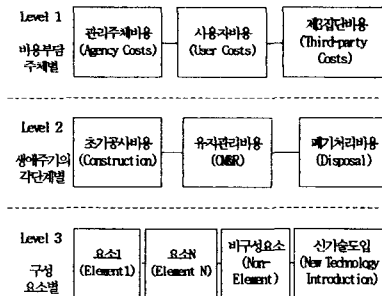 Level 1
비용부담
주체별
관리주체비용
(Agency Costs)
사용자비용
(User Costs)
제3집단비용
(Third-party
Costs)
Level 2
생애주기의
각단계별
초기공사비용
(Construction)
유지관리비용
(OM&R)
폐기처리비용
(Disposal)
Level 3
구성
요소별
요소1
(Element1)
요소N
(Element N)
비구성요소
(Non-
Element)
신기술도입
(New Technology
Introduction)